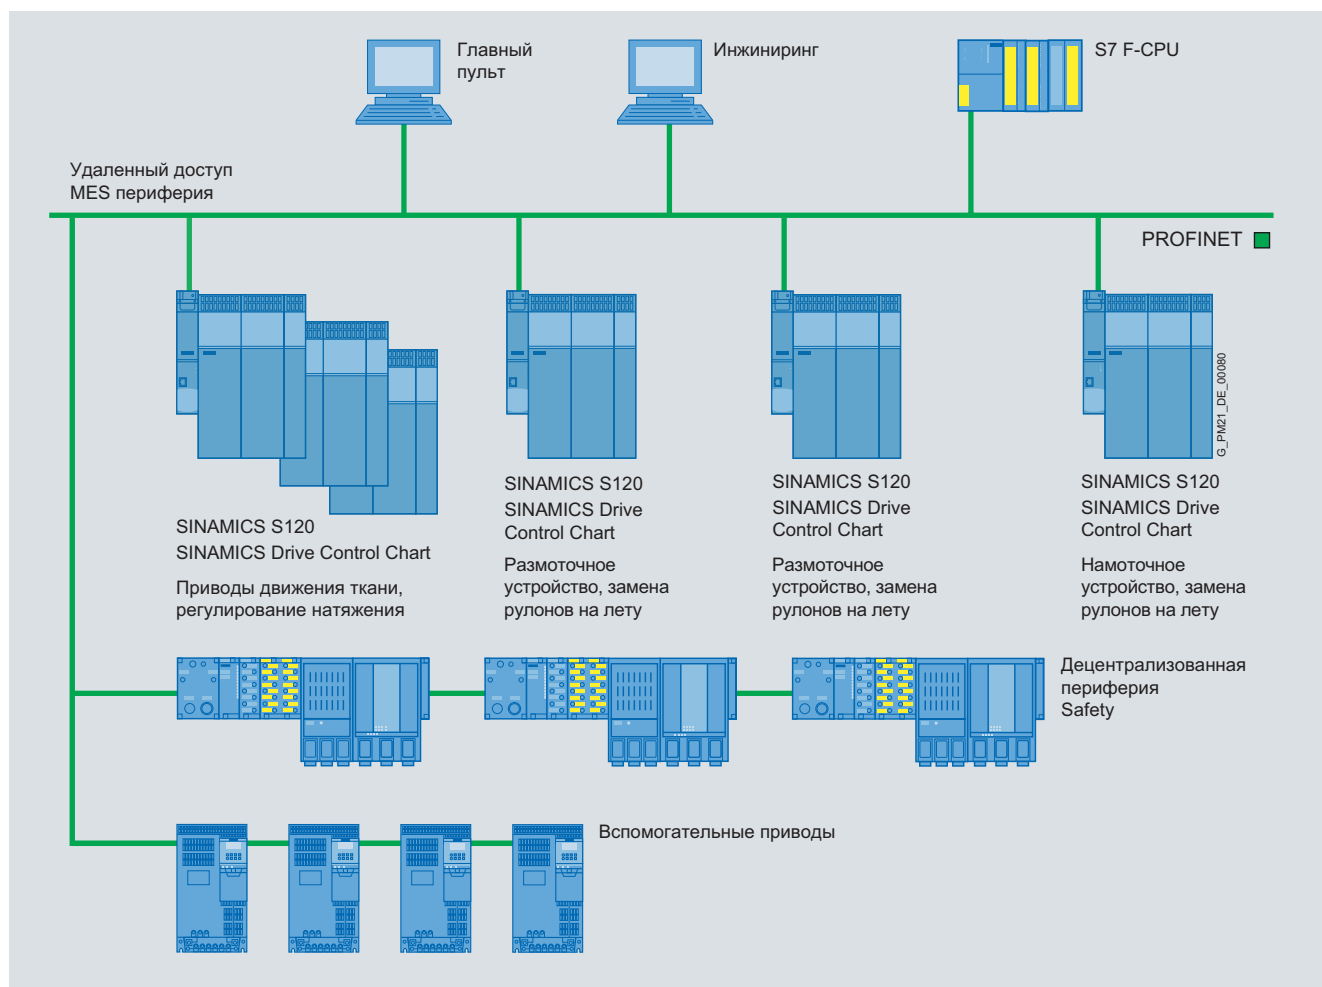 Главный
пульт
Инжиниринг
S7 F-CPU
Удаленный доступ
MES периферия
PROFINET
SINAMICS S120
SINAMICS Drive Control Chart
Приводы движения ткани,
регулирование натяжения
SINAMICS S120
SINAMICS Drive
Control Chart
Размоточное
устройство, замена
рулонов на лету
SINAMICS S120
SINAMICS Drive
Control Chart
Размоточное
устройство, замена
рулонов на лету
SINAMICS S120
SINAMICS Drive
Control Chart
Намоточное
устройство, замена
рулонов на лету
G_PM21_DE_00080
Децентрализованная
периферия
Safety
Вспомогательные приводы